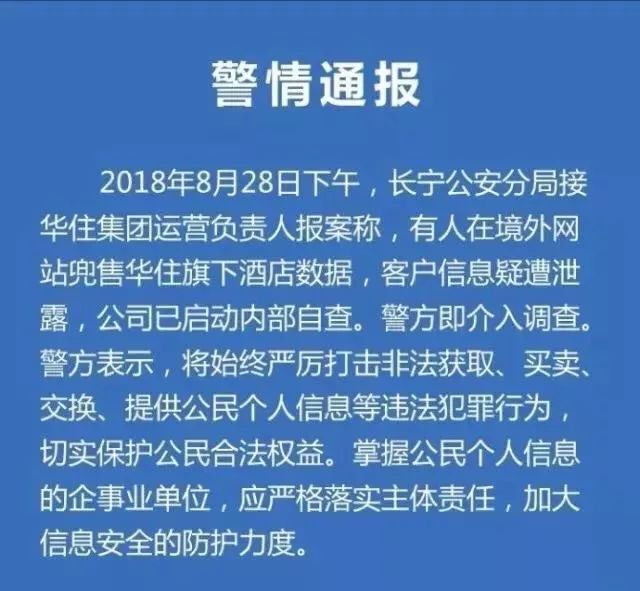 警情通报
2018年8月28日下午，长宁公安分局接
华住集团运营负责人报案称，有人在境外网
站兜售华住旗下酒店数据，客户信息疑遭泄
露，公司已启动内部自查。警方即介入调查。
警方表示，将始终严厉打击非法获取、买卖、
交换、提供公民个人信息等违法犯罪行为，
切实保护公民合法权益。掌握公民个人信息
的企事业单位，应严格落实主体责任，加大
信息安全的防护力度。